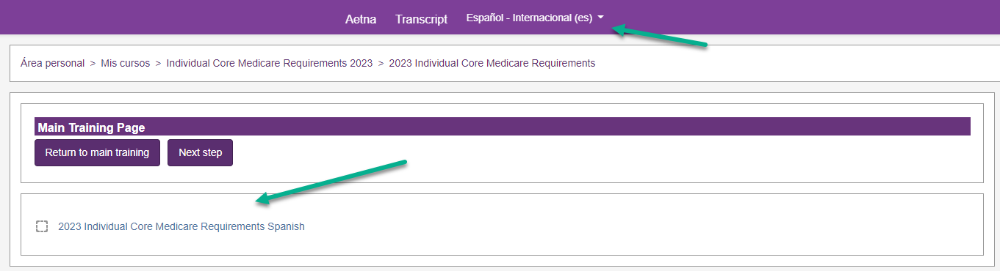 Aetna Transcript Español - Internacional (es)
Área personal > Mis cursos > Individual Core Medicare Requirements 2023 > 2023 Individual Core Medicare Requirements
Main Training Page
Return to main training Next step
2023 Individual Core Medicare Requirements Spanish